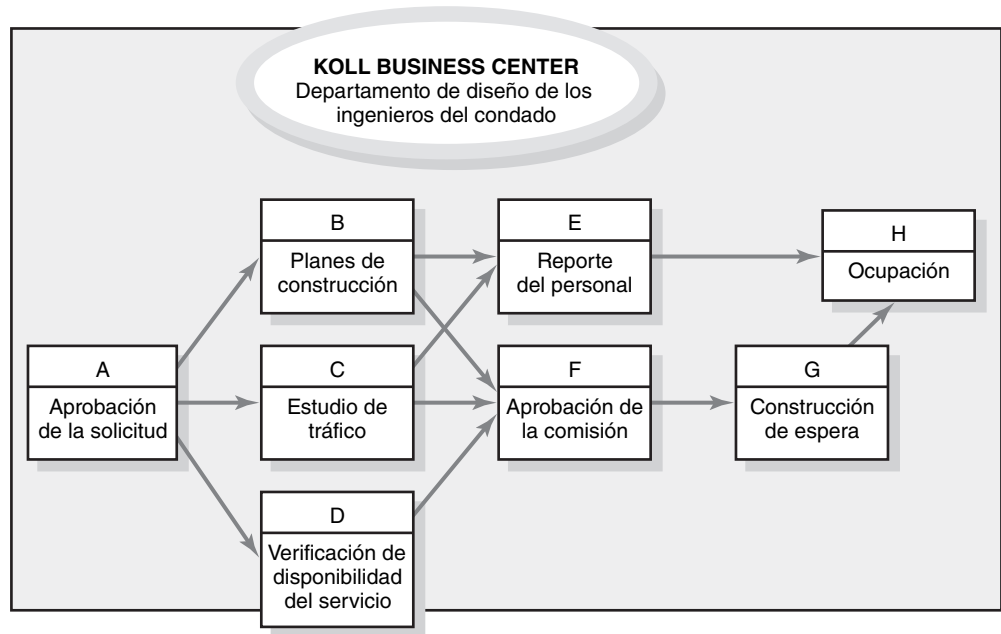 KOLL BUSINESS CENTER
Departamento de diseño de los
ingenieros del condado
B
Planes de
construcción
E
Reporte
del personal
H
Ocupación
A
Aprobación
de la solicitud
C
Estudio de
tráfico
F
Aprobación de
la comisión
G
Construcción
de espera
D
Verificación de
disponibilidad
del servicio